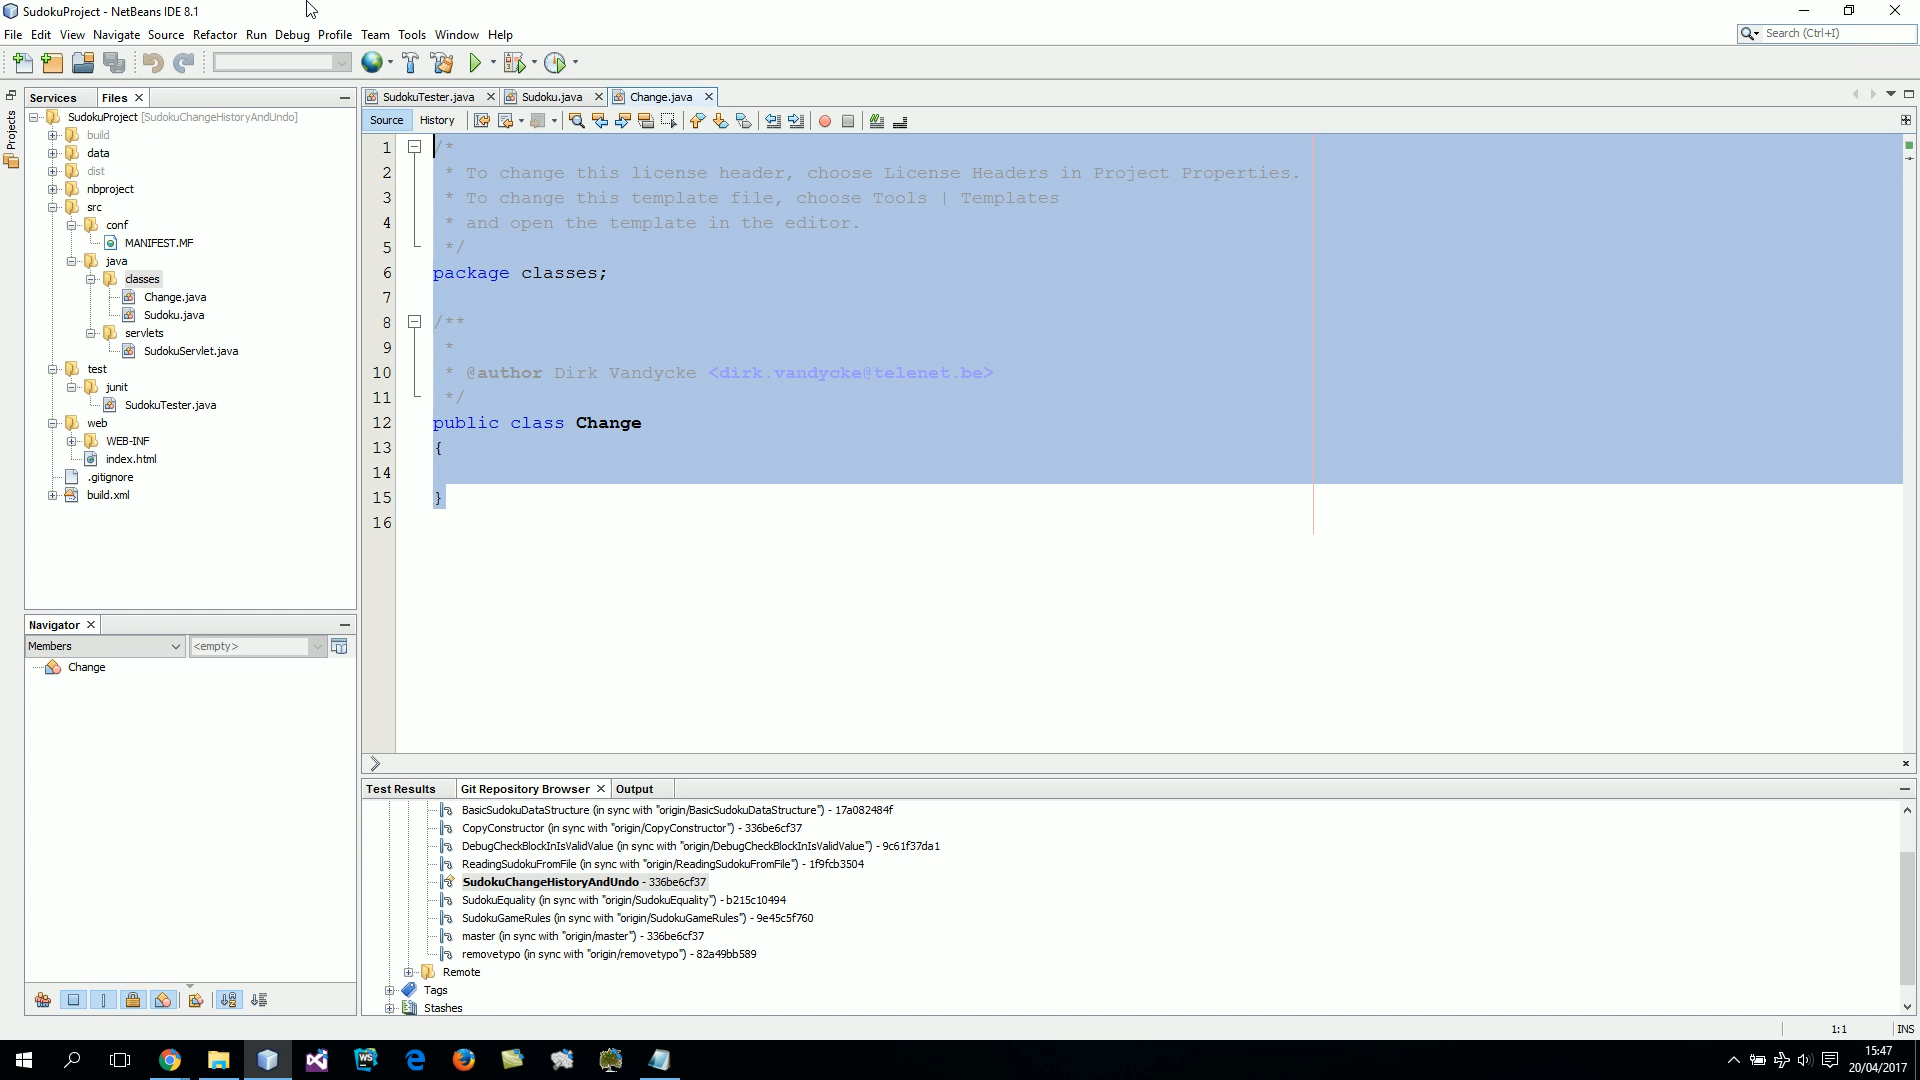 SudokuProject - NetBeans IDE 8.1
File Edit View Navigate Source Refactor Run Debug Profile Team Tools Window Help
Search (Ctrl+I)
Projects
Services Files
SudokuProject [SudokuChangeHistoryAndUndo]
build
data
dist
nbproject
src
conf
MANIFEST.MF
java
classes
Change.java
Sudoku.java
servlets
SudokuServlet.java
test
junit
SudokuTester.java
web
WEB-INF
index.html
.gitignore
build.xml
Navigator
Members <empty>
Change
SudokuTester.java Sudoku.java Change.java
Source History
1 /*
2 * To change this license header, choose License Headers in Project Properties.
3 * To change this template file, choose Tools | Templates
4 * and open the template in the editor.
5 */
6 package classes;
7
8 /**
9 *
10 * @author Dirk Vandycke <dirk.vandycke@telenet.be>
11 */
12 public class Change
13 {
14
15 }
16
Test Results Git Repository Browser Output
BasicSudokuDataStructure (in sync with "origin/BasicSudokuDataStructure") - 17a082484f
CopyConstructor (in sync with "origin/CopyConstructor") - 336be6cf37
DebugCheckBlockInIsValidValue (in sync with "origin/DebugCheckBlockInIsValidValue") - 9c61f37da1
ReadingSudokuFromFile (in sync with "origin/ReadingSudokuFromFile") - 1f9fcb3504
SudokuChangeHistoryAndUndo - 336be6cf37
SudokuEquality (in sync with "origin/SudokuEquality") - b215c10494
SudokuGameRules (in sync with "origin/SudokuGameRules") - 9e45c5f760
master (in sync with "origin/master") - 336be6cf37
removetypo (in sync with "origin/removetypo") - 82a49bb589
Remote
Tags
Stashes
1:1 INS
15:47
20/04/2017